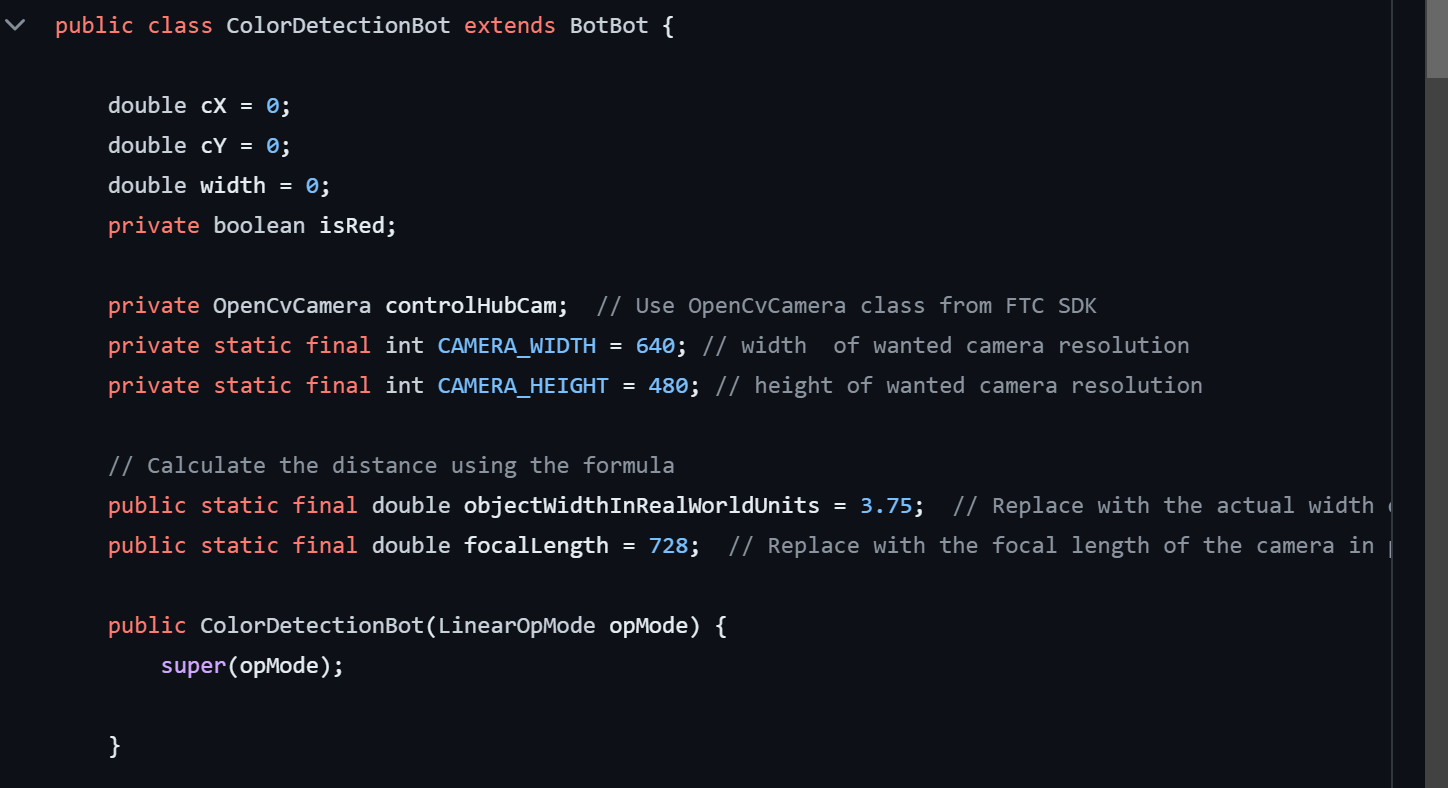 public class ColorDetectionBot extends BotBot {
double cX = 0;
double cY = 0;
double width = 0;
private boolean isRed;
private OpenCvCamera controlHubCam;  // Use OpenCvCamera class from FTC SDK
private static final int CAMERA_WIDTH = 640; // width  of wanted camera resolution
private static final int CAMERA_HEIGHT = 480; // height of wanted camera resolution
// Calculate the distance using the formula
public static final double objectWidthInRealWorldUnits = 3.75;  // Replace with the actual width
public static final double focalLength = 728;  // Replace with the focal length of the camera in
public ColorDetectionBot(LinearOpMode opMode) {
super(opMode);
}